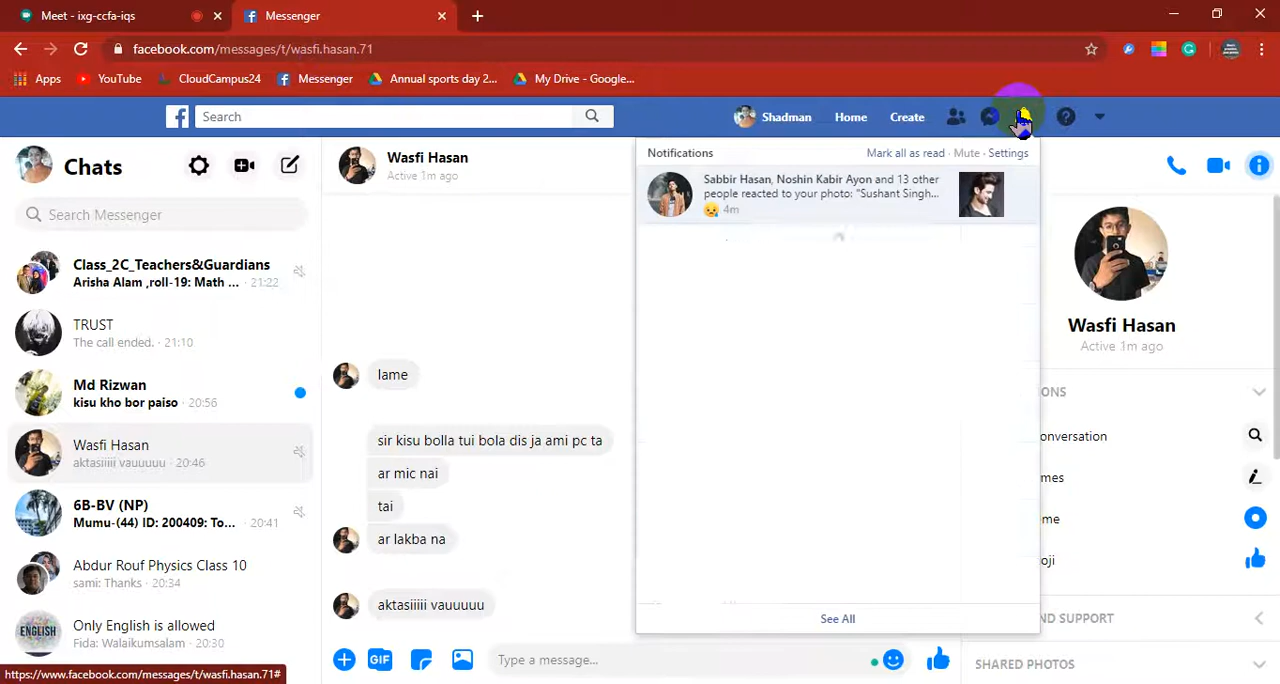 Meet - ixg-ccfa-iqs
Messenger
facebook.com/messages/t/wasfi.hasan.71
Apps
YouTube
CloudCampus24
Messenger
Annual sports day 2...
My Drive - Google...
Search
Shadman
Home
Create
Chats
Search Messenger
Class_2C_Teachers&Guardians
Arisha Alam ,roll-19: Math ... · 21:22
TRUST
The call ended. · 21:10
Md Rizwan
kisu kho bor paiso · 20:56
Wasfi Hasan
aktasiiiii vauuuuu · 20:46
6B-BV (NP)
Mumu-(44) ID: 200409: To... · 20:41
Abdur Rouf Physics Class 10
sami: Thanks · 20:34
ENGLISH
Only English is allowed
Fida: Walaikumsalam · 20:30
https://www.facebook.com/messages/t/wasfi.hasan.71#
Wasfi Hasan
Active 1m ago
lame
sir kisu bolla tui bola dis ja ami pc ta
ar mic nai
tai
ar lakba na
aktasiiiii vauuuuu
GIF
Type a message...
Notifications
Mark all as read · Mute · Settings
Sabbir Hasan, Noshin Kabir Ayon and 13 other
people reacted to your photo: "Sushant Singh...
4m
See All
Wasfi Hasan
Active 1m ago
ONS
onversation
mes
eme
oji
ND SUPPORT
SHARED PHOTOS